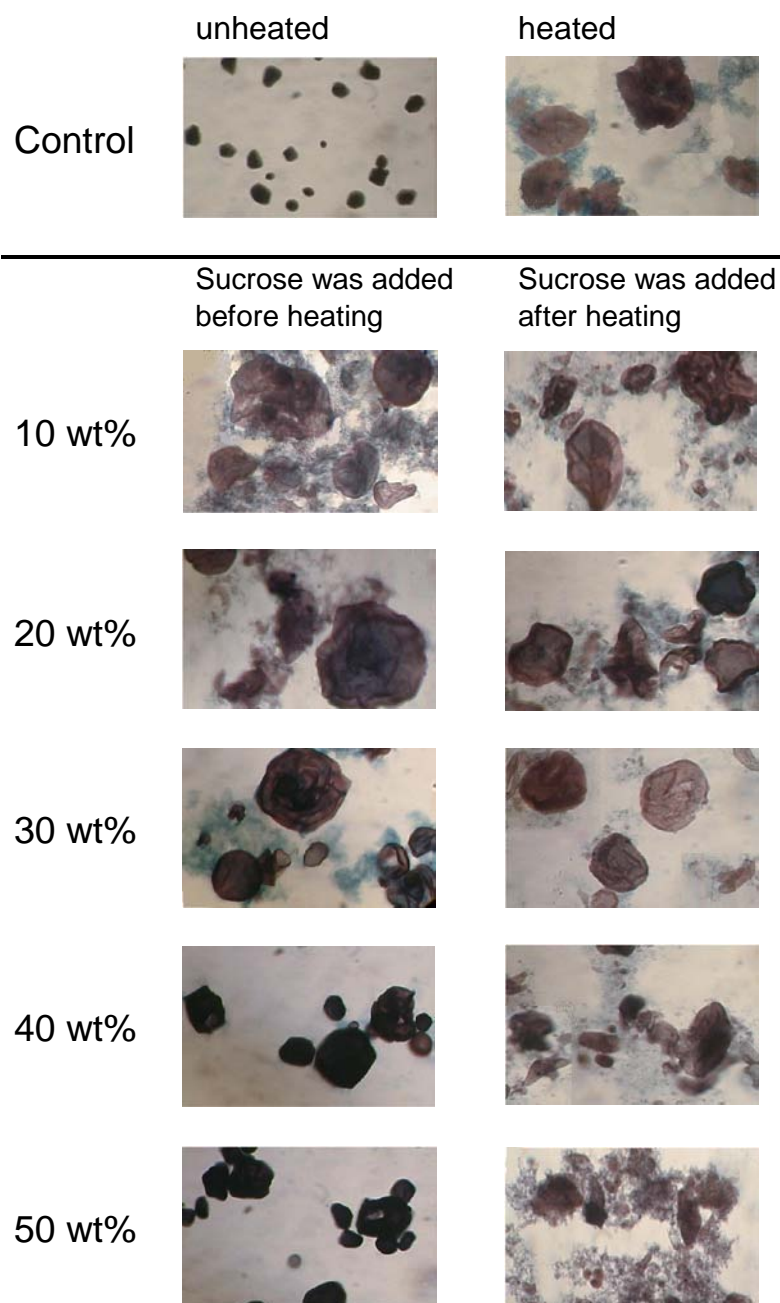 unheated
heated
Control
Sucrose was added
before heating
Sucrose was added
after heating
10 wt%
20 wt%
30 wt%
40 wt%
50 wt%